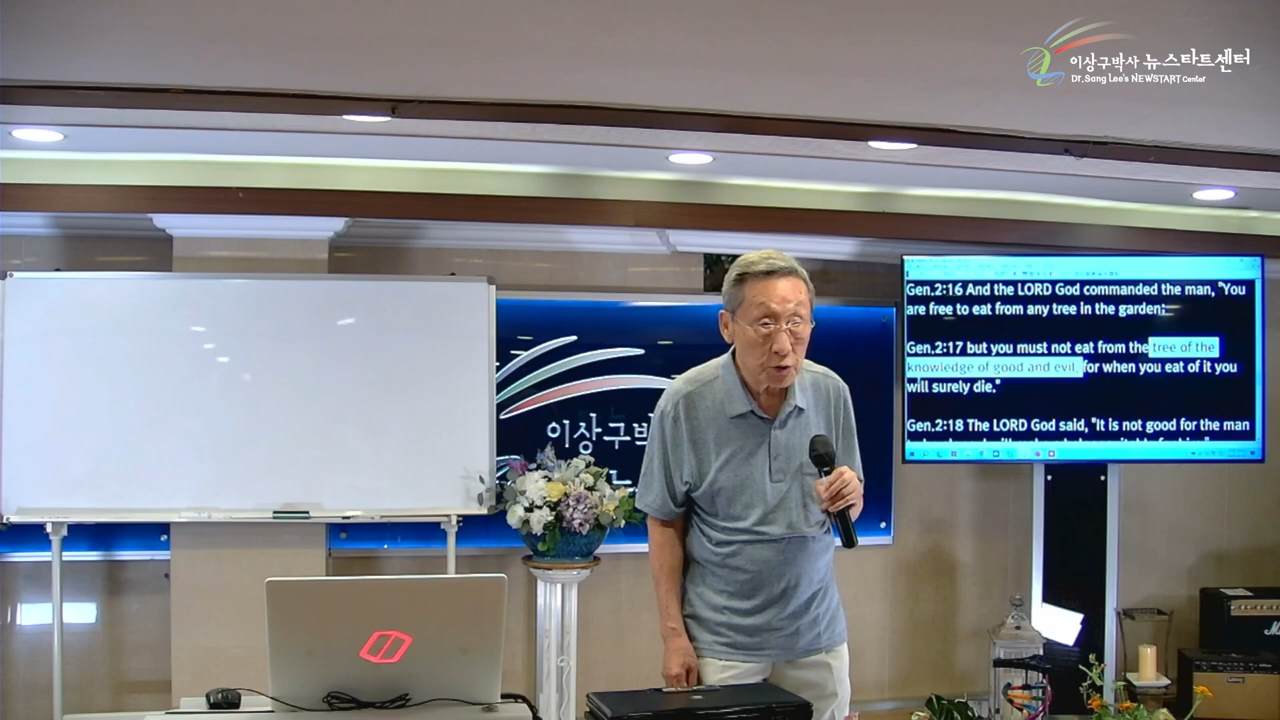 이상구박사 뉴스타트센터
Dr.Sang Lee's NEWSTART Center
Gen.2:16 And the LORD God commanded the man, "You
are free to eat from any tree in the garden;
Gen.2:17 but you must not eat from the tree of the
knowledge of good and evil, for when you eat of it you
will surely die."
Gen.2:18 The LORD God said, "It is not good for the man
이상구박